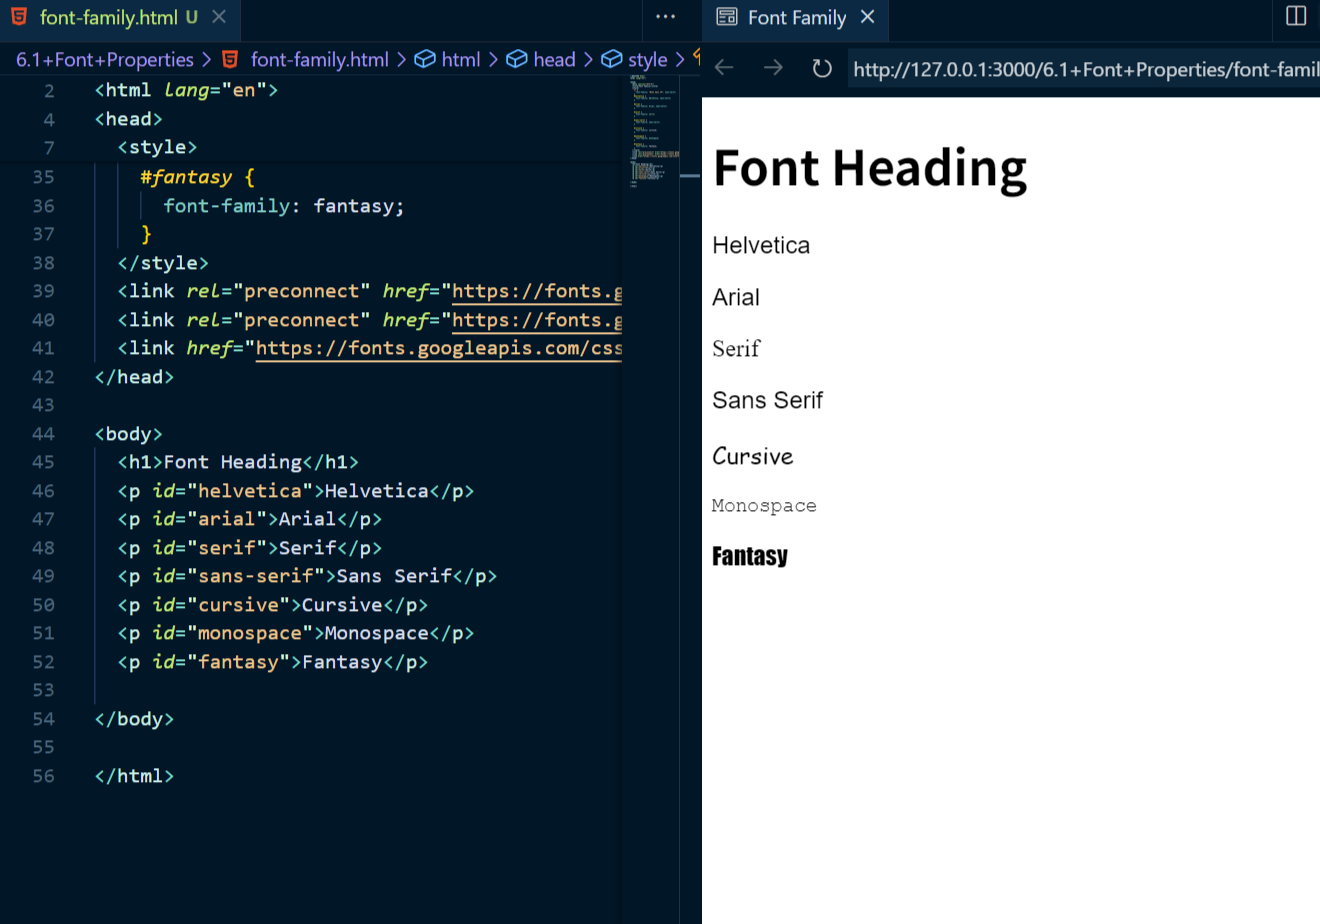 font-family.html U
6.1+Font+Properties > font-family.html > html > head > style >
2 <html lang="en">
4 <head>
7 <style>
35 #fantasy {
36 font-family: fantasy;
37 }
38 </style>
39 <link rel="preconnect" href="https://fonts.g
40 <link rel="preconnect" href="https://fonts.g
41 <link href="https://fonts.googleapis.com/css
42 </head>
43
44 <body>
45 <h1>Font Heading</h1>
46 <p id="helvetica">Helvetica</p>
47 <p id="arial">Arial</p>
48 <p id="serif">Serif</p>
49 <p id="sans-serif">Sans Serif</p>
50 <p id="cursive">Cursive</p>
51 <p id="monospace">Monospace</p>
52 <p id="fantasy">Fantasy</p>
53
54 </body>
55
56 </html>
Font Family
http://127.0.0.1:3000/6.1+Font+Properties/font-famil
Font Heading
Helvetica
Arial
Serif
Sans Serif
Cursive
Monospace
Fantasy